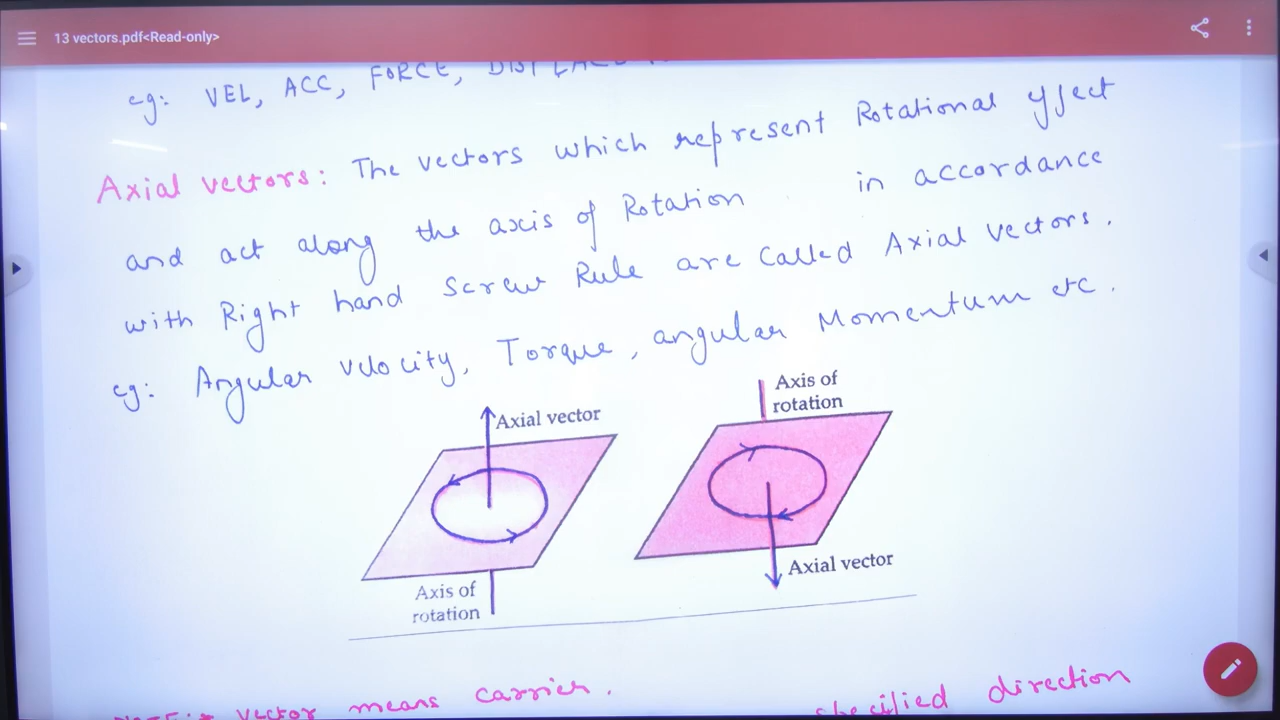 13 vectors.pdf<Read-only>
eg: VEL, ACC, FORCE,
Axial vectors: The vectors which represent Rotational effect
and act along the axis of Rotation in accordance
with Right hand Screw Rule are called Axial vectors.
eg: Angular velocity, Torque, angular Momentum etc.
Axial vector
Axis of
rotation
Axis of
rotation
Axial vector
NOTE:* vector means carrier.
specified direction